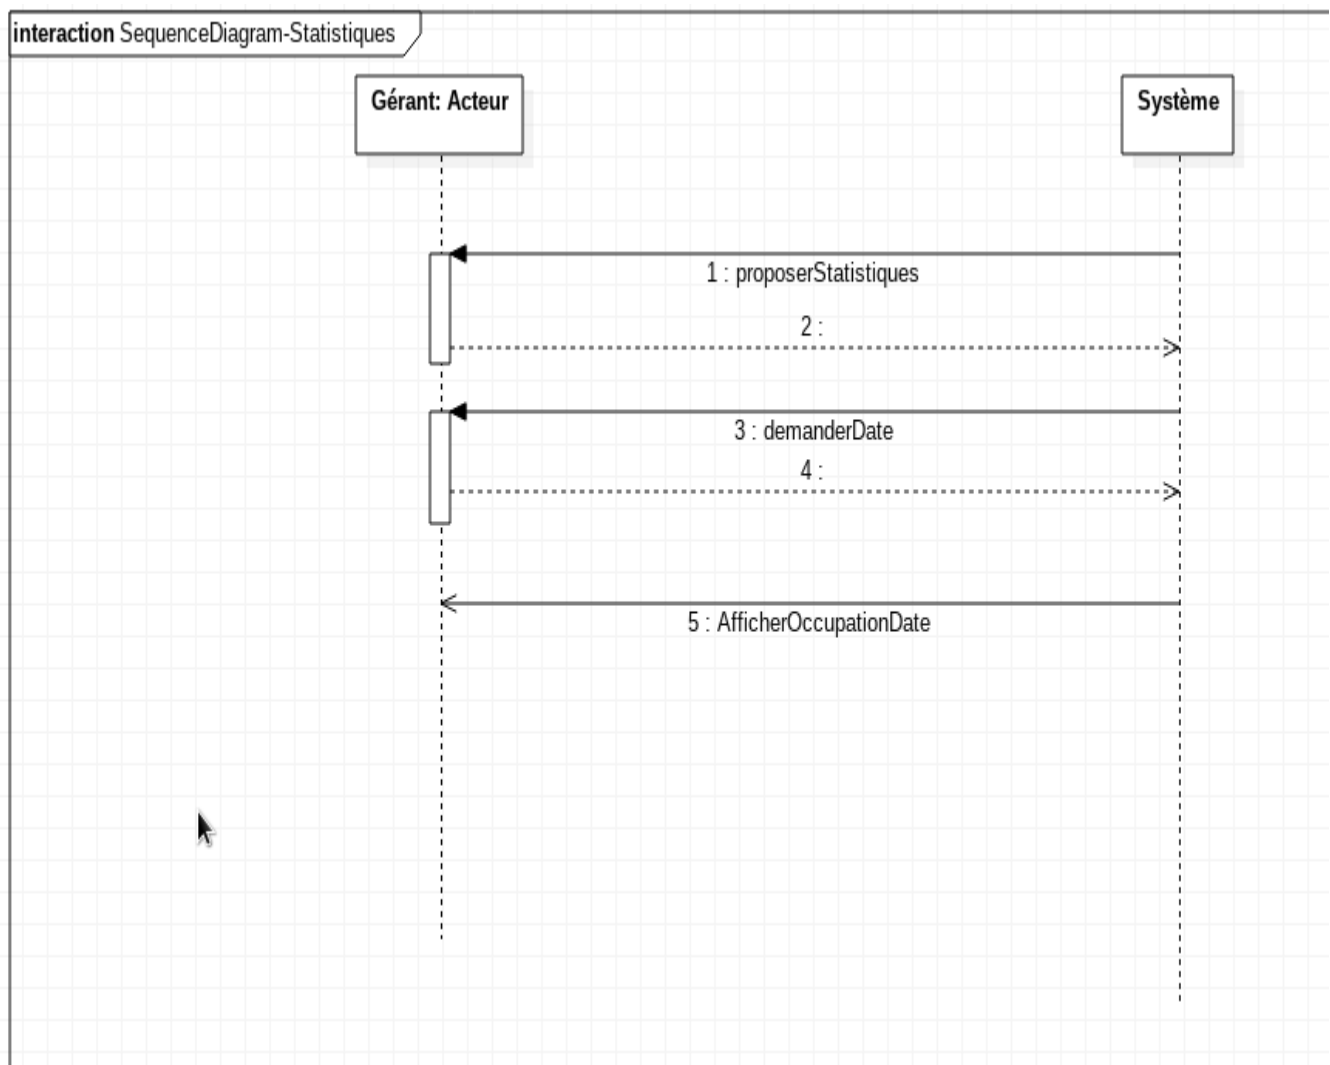 interaction SequenceDiagram-Statistiques
Gérant: Acteur
Système
1 : proposerStatistiques
2 :
3 : demanderDate
4 :
5 : AfficherOccupationDate